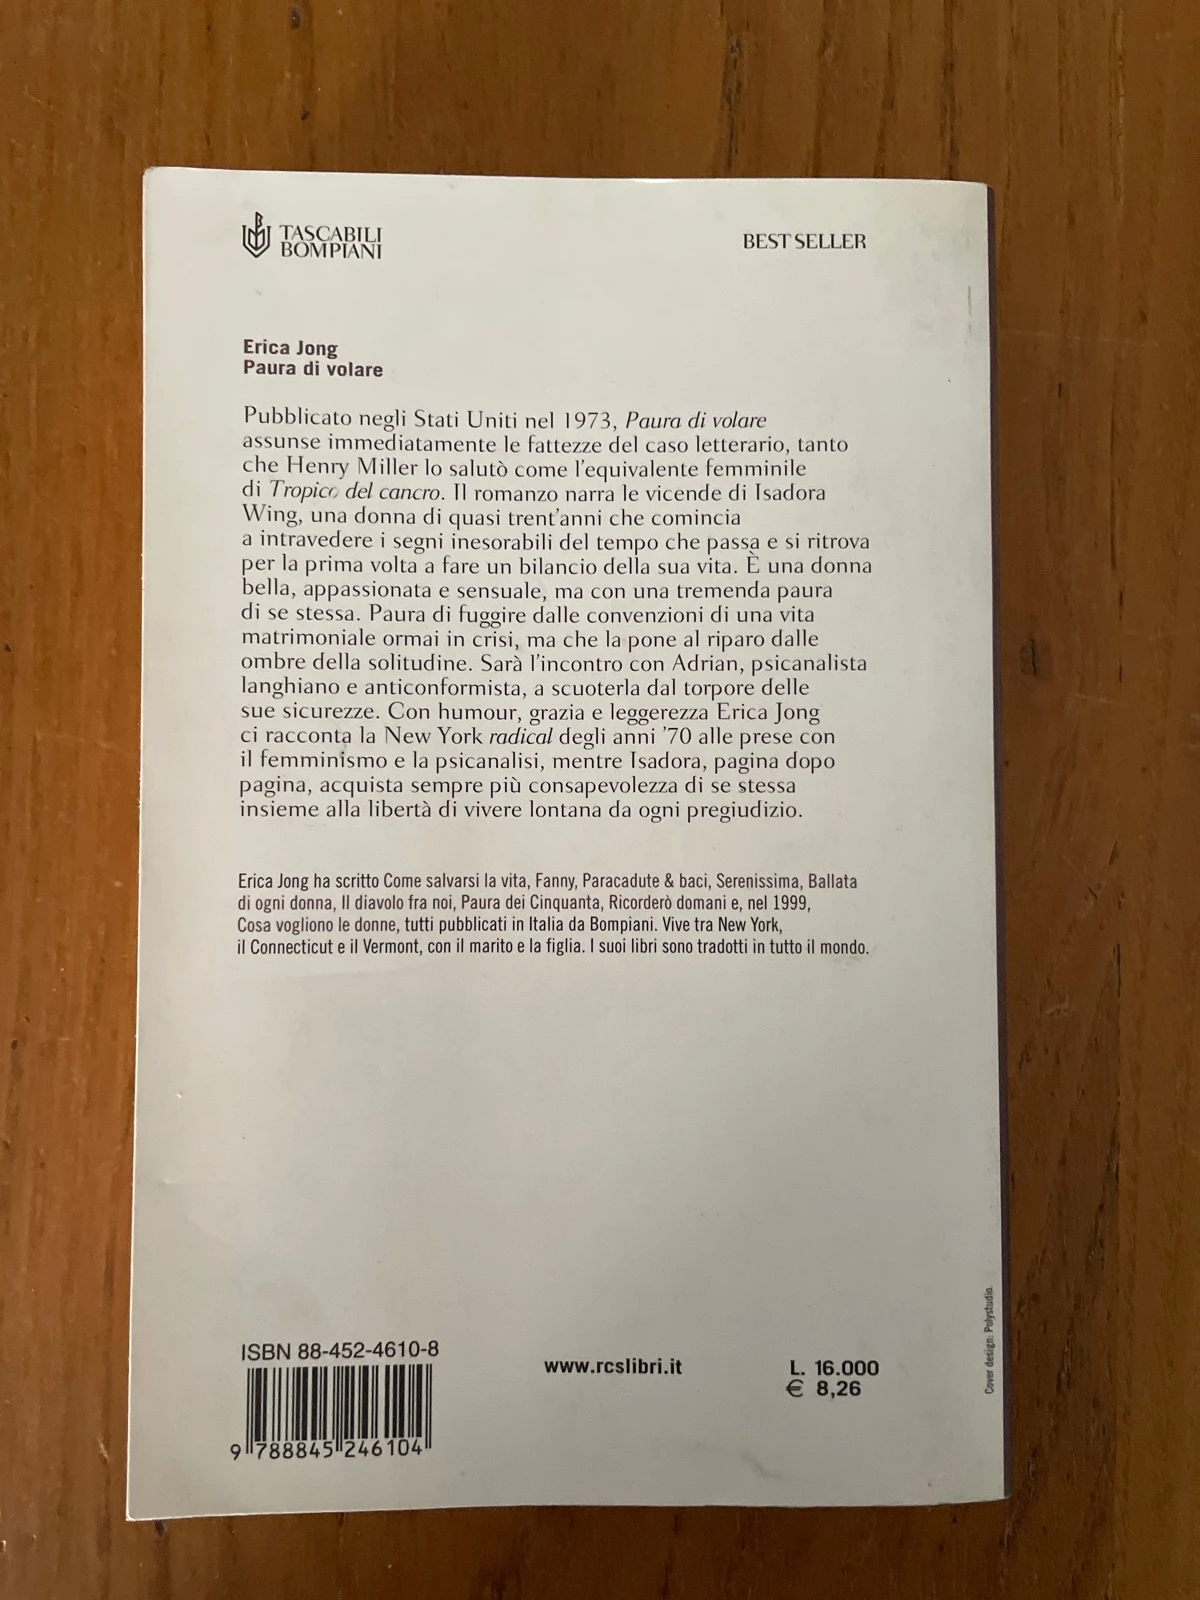 TASCABILI
BOMPIANI
BEST SELLER
Erica Jong
Paura di volare
Pubblicato negli Stati Uniti nel 1973, Paura di volare
assunse immediatamente le fattezze del caso letterario, tanto
che Henry Miller lo salutò come l'equivalente femminile
di Tropico del cancro. Il romanzo narra le vicende di Isadora
Wing, una donna di quasi trent'anni che comincia
a intravedere i segni inesorabili del tempo che passa e si ritrova
per la prima volta a fare un bilancio della sua vita. È una donna
bella, appassionata e sensuale, ma con una tremenda paura
di se stessa. Paura di fuggire dalle convenzioni di una vita
matrimoniale ormai in crisi, ma che la pone al riparo dalle
ombre della solitudine. Sarà l'incontro con Adrian, psicanalista
langhiano e anticonformista, a scuoterla dal torpore delle
sue sicurezze. Con humour, grazia e leggerezza Erica Jong
ci racconta la New York radical degli anni '70 alle prese con
il femminismo e la psicanalisi, mentre Isadora, pagina dopo
pagina, acquista sempre più consapevolezza di se stessa
insieme alla libertà di vivere lontana da ogni pregiudizio.
Erica Jong ha scritto Come salvarsi la vita, Fanny, Paracadute & baci, Serenissima, Ballata
di ogni donna, Il diavolo fra noi, Paura dei Cinquanta, Ricorderò domani e, nel 1999,
Cosa vogliono le donne, tutti pubblicati in Italia da Bompiani. Vive tra New York,
il Connecticut e il Vermont, con il marito e la figlia. I suoi libri sono tradotti in tutto il mondo.
ISBN 88-452-4610-8
9 788845 246104
www.rcslibri.it
L. 16.000
€ 8,26
Cover design: Polystudio.